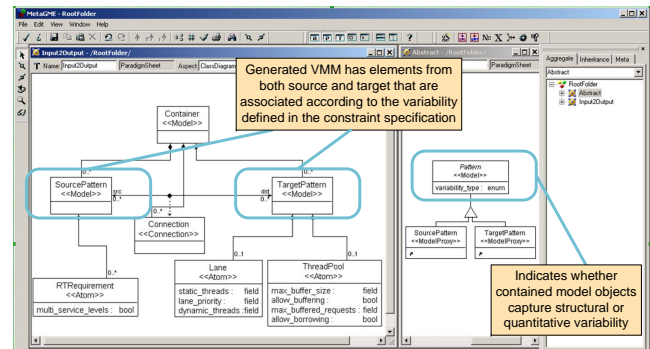 MetaGME - RootFolder
File Edit View Window Help
Input2Output - /RootFolder/
Name: Input2Output ParadigmSheet Aspect: ClassDiagram
Generated VMM has elements from
both source and target that are
associated according to the variability
defined in the constraint specification
Container
<<Model>>
0..*
0..*
SourcePattern
<<Model>>
src
0..*
dst
0..*
TargetPattern
<<Model>>
0..*
Connection
<<Connection>>
0..*
0..1
0..1
RTRequirement
<<Atom>>
multi_service_levels : bool
Lane
<<Atom>>
static_threads : field
lane_priority : field
dynamic_threads :field
ThreadPool
<<Atom>>
max_buffer_size : field
allow_buffering : bool
max_buffered_requests : field
allow_borrowing : bool
Abstract - /RootFolder/
ParadigmSheet
Pattern
<<Model>>
variability_type : enum
SourcePattern
<<ModelProxy>>
TargetPattern
<<ModelProxy>>
Indicates whether
contained model objects
capture structural or
quantitative variability
Aggregate Inheritance Meta
Abstract
RootFolder
Abstract
Input2Output